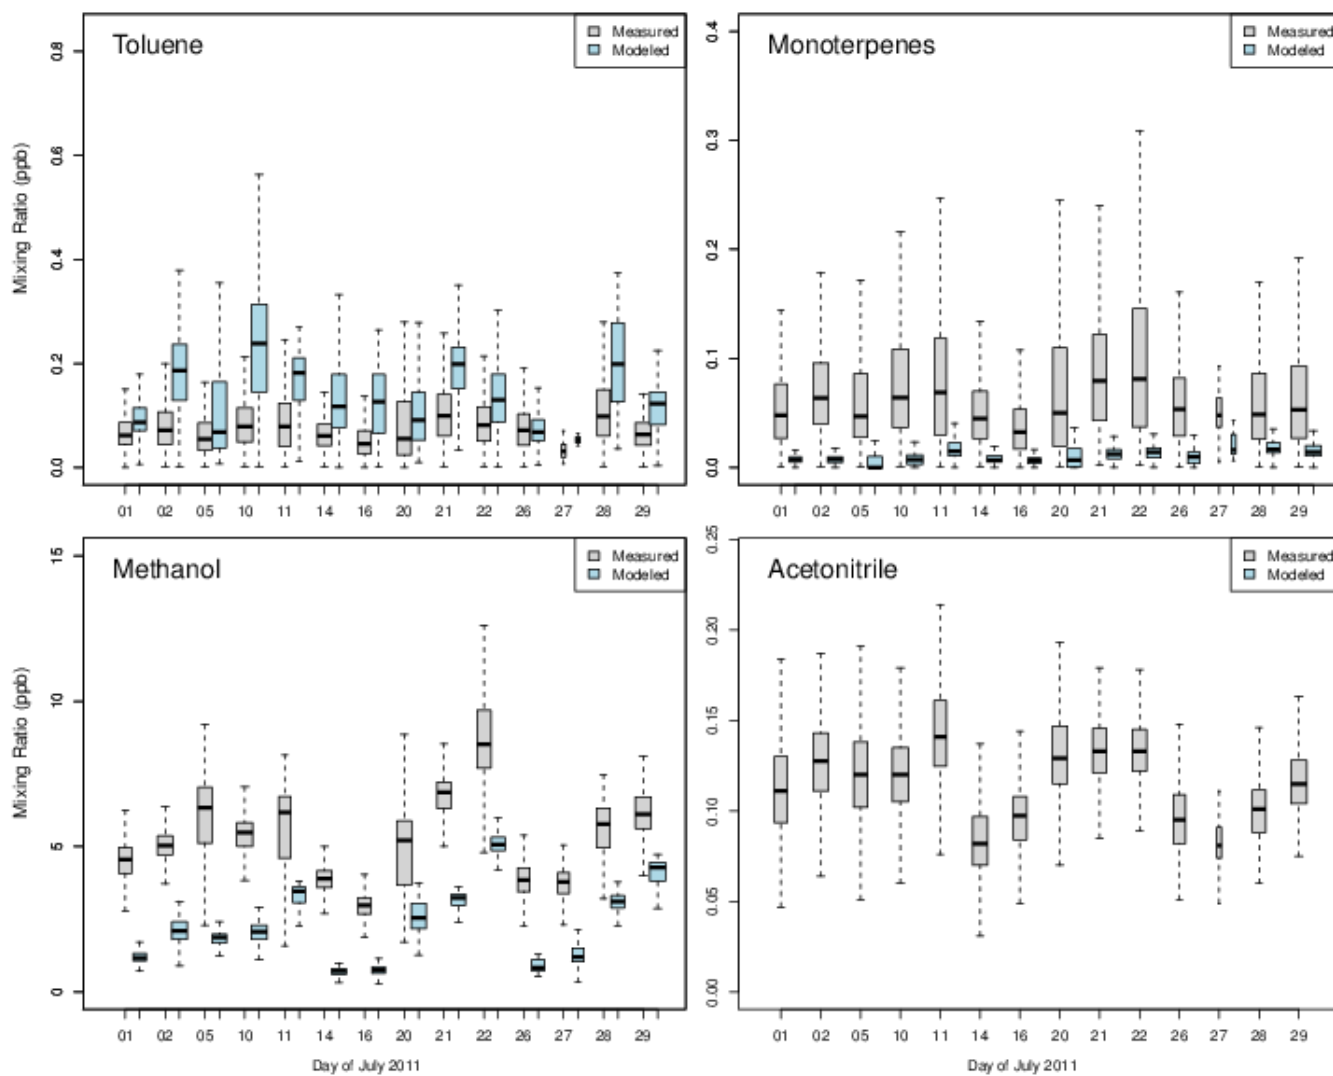 Toluene
Measured
Modeled
Mixing Ratio (ppb)
0.8
0.6
0.4
0.2
0.0
01 02 05 10 11 14 16 20 21 22 26 27 28 29
Monoterpenes
Measured
Modeled
0.4
0.3
0.2
0.1
0.0
01 02 05 10 11 14 16 20 21 22 26 27 28 29
Methanol
Measured
Modeled
Mixing Ratio (ppb)
15
10
5
0
01 02 05 10 11 14 16 20 21 22 26 27 28 29
Day of July 2011
Acetonitrile
Measured
Modeled
0.25
0.20
0.15
0.10
0.05
0.00
01 02 05 10 11 14 16 20 21 22 26 27 28 29
Day of July 2011